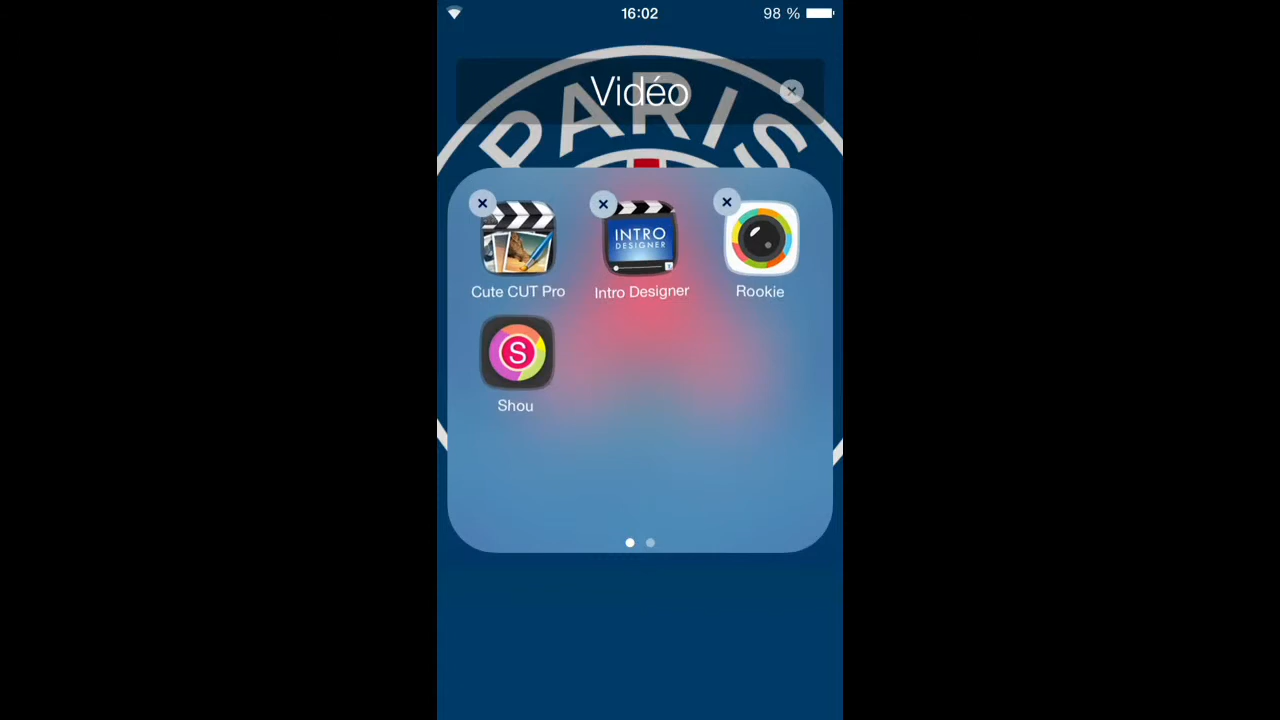 16:02
98 %
Vidéo
PARIS
INTRO
DESIGNER
Cute CUT Pro
Intro Designer
Rookie
S
Shou